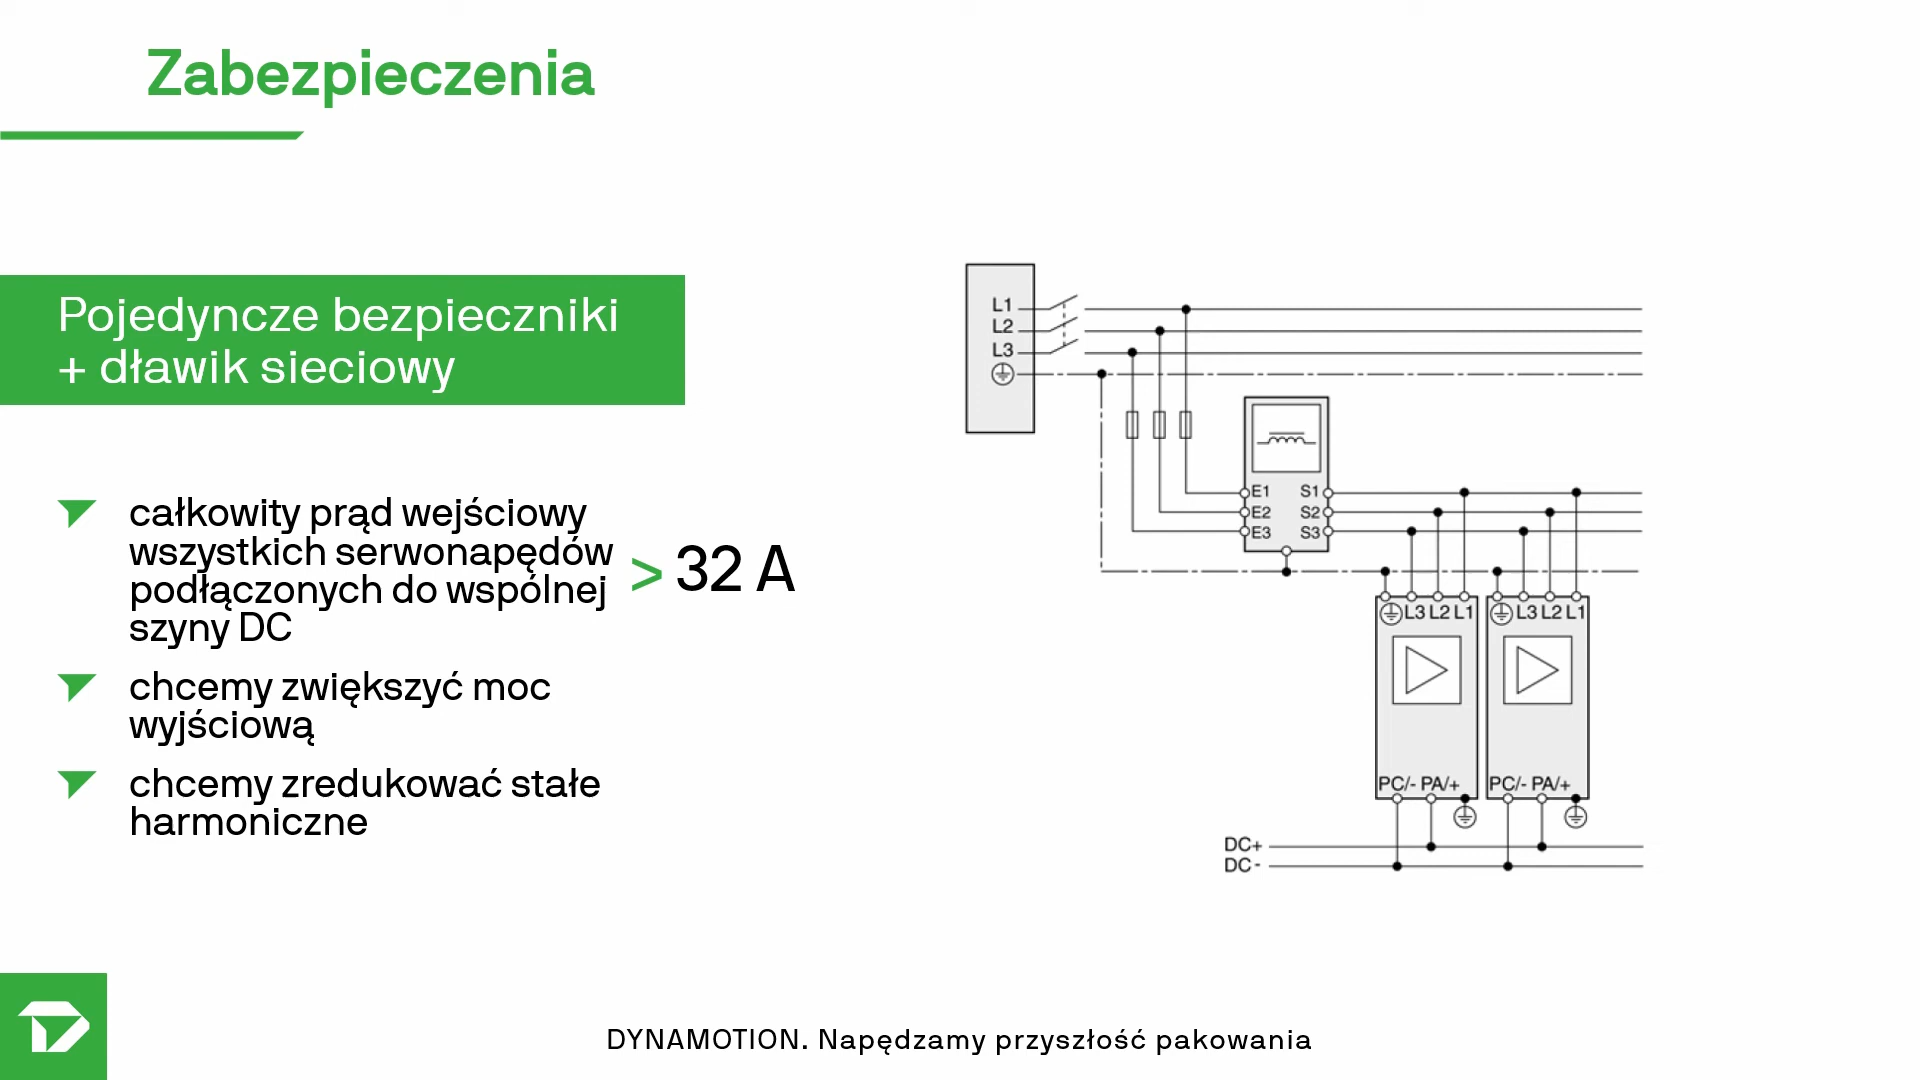 Zabezpieczenia
Pojedyncze bezpieczniki
+ dławik sieciowy
całkowity prąd wejściowy
wszystkich serwonapędów
podłączonych do wspólnej
szyny DC
> 32 A
chcemy zwiększyć moc
wyjściową
chcemy zredukować stałe
harmoniczne
L1
L2
L3
E1 S1
E2 S2
E3 S3
L3 L2 L1 L3 L2 L1
PC/- PA/+ PC/- PA/+
DC+
DC-
DYNAMOTION. Napędzamy przyszłość pakowania